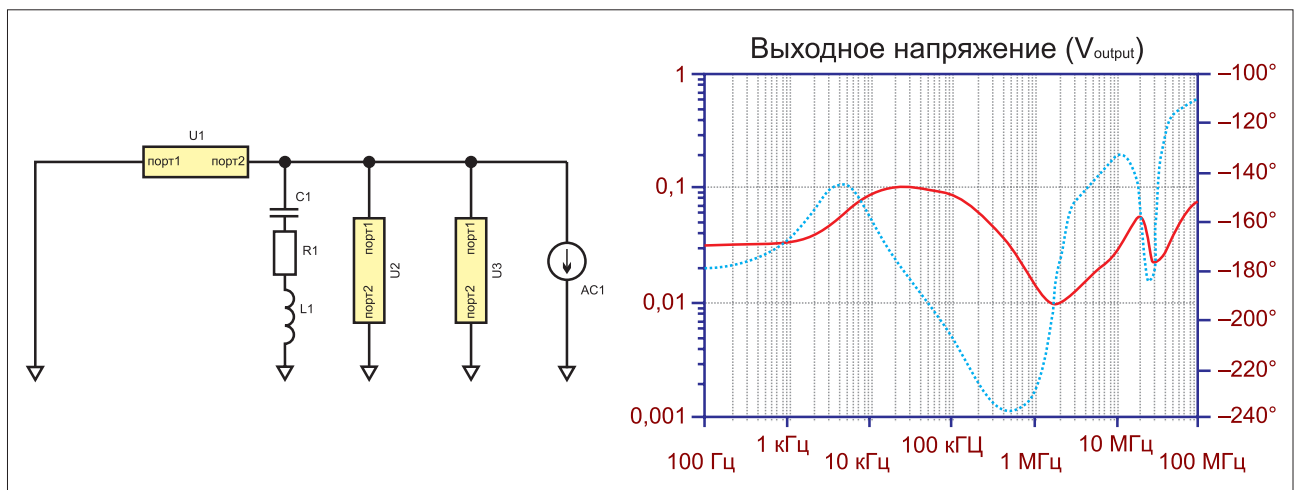 Выходное напряжение (Voutput)
U1
порт1 порт2
C1
R1
L1
порт1
порт2
U2
порт1
порт2
U3
AC1
1
0,1
0,01
0,001
–100°
–120°
–140°
–160°
–180°
–200°
–220°
–240°
100 Гц
1 кГц
10 кГц
100 кГЦ
1 МГц
10 МГц
100 МГц